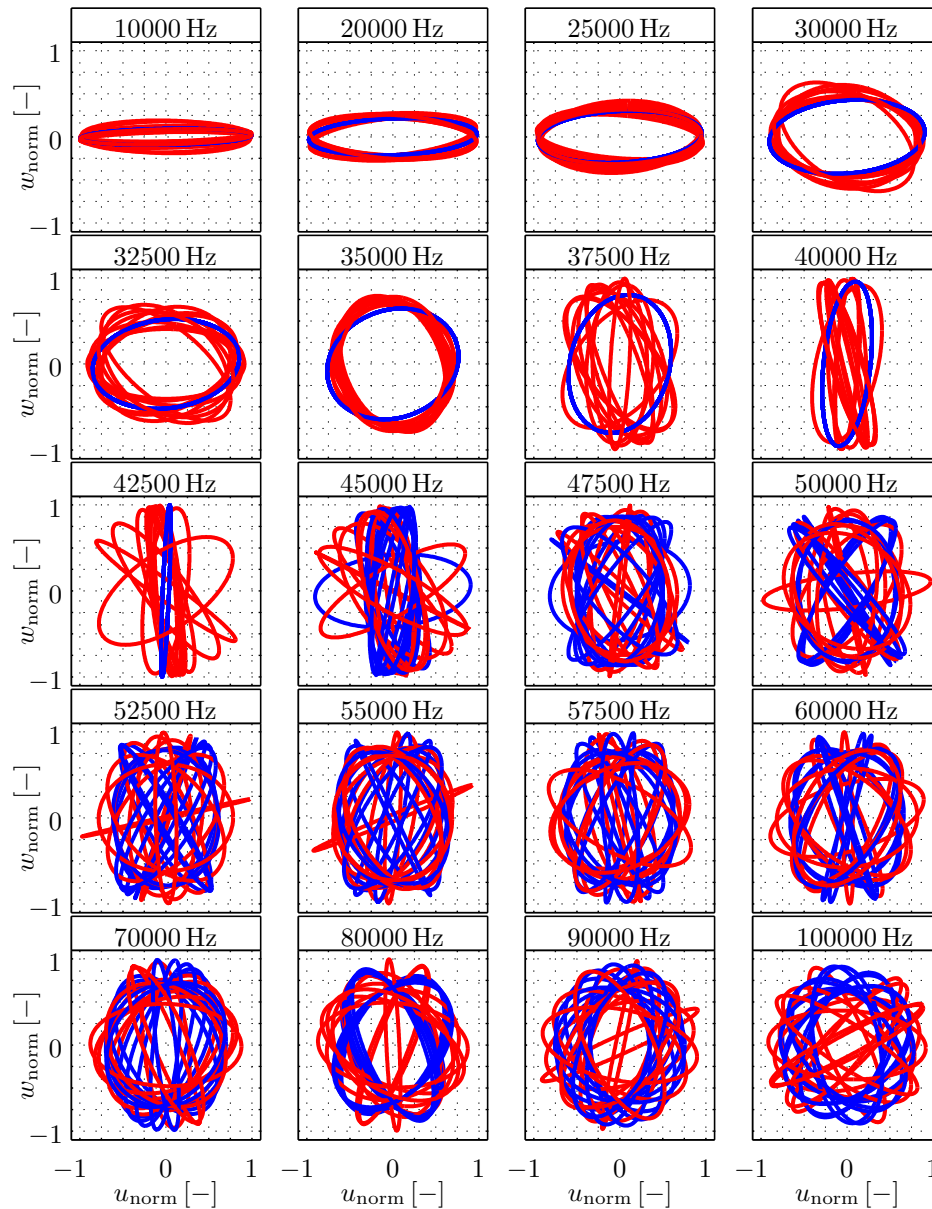 10000 Hz 20000 Hz 25000 Hz 30000 Hz
1
w_norm [−] 0
−1
32500 Hz 35000 Hz 37500 Hz 40000 Hz
1
w_norm [−] 0
−1
42500 Hz 45000 Hz 47500 Hz 50000 Hz
1
w_norm [−] 0
−1
52500 Hz 55000 Hz 57500 Hz 60000 Hz
1
w_norm [−] 0
−1
70000 Hz 80000 Hz 90000 Hz 100000 Hz
1
w_norm [−] 0
−1
−1 0 1 −1 0 1 −1 0 1 −1 0 1
u_norm [−] u_norm [−] u_norm [−] u_norm [−]